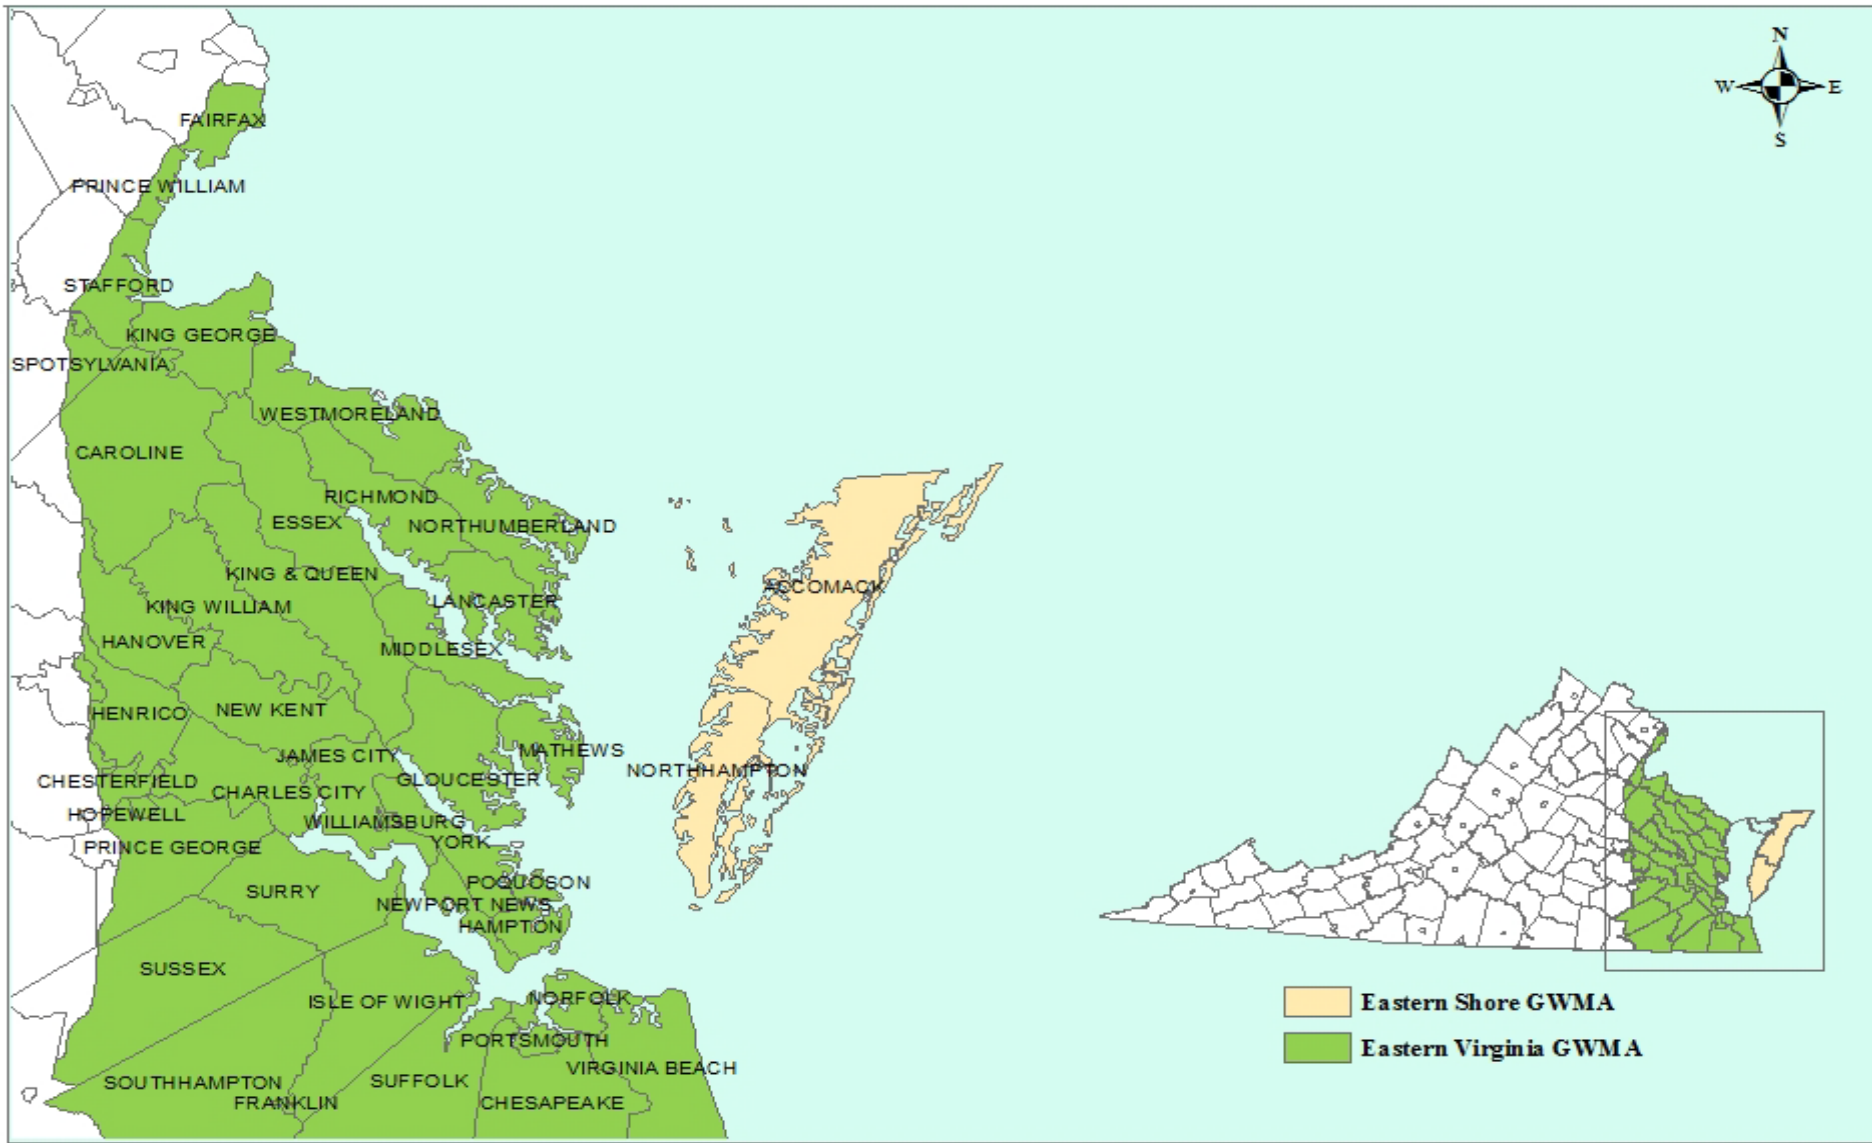 N
W E
S
FAIRFAX
PRINCE WILLIAM
STAFFORD
KING GEORGE
SPOTSYLVANIA
WESTMORELAND
CAROLINE
RICHMOND
ESSEX
NORTHUMBERLAND
KING & QUEEN
ACCOMACK
LANCASTER
KING WILLIAM
HANOVER
MIDDLESEX
HENRICO
NEW KENT
MATHEWS
JAMES CITY
NORTHHAMPTON
GLOUCESTER
CHESTERFIELD
CHARLES CITY
HOPEWELL
WILLIAMSBURG
YORK
PRINCE GEORGE
POQUOSON
SURRY
NEWPORT NEWS
HAMPTON
SUSSEX
NORFOLK
ISLE OF WIGHT
PORTSMOUTH
VIRGINIA BEACH
SUFFOLK
SOUTHHAMPTON
FRANKLIN
CHESAPEAKE
Eastern Shore GWMA
Eastern Virginia GWMA